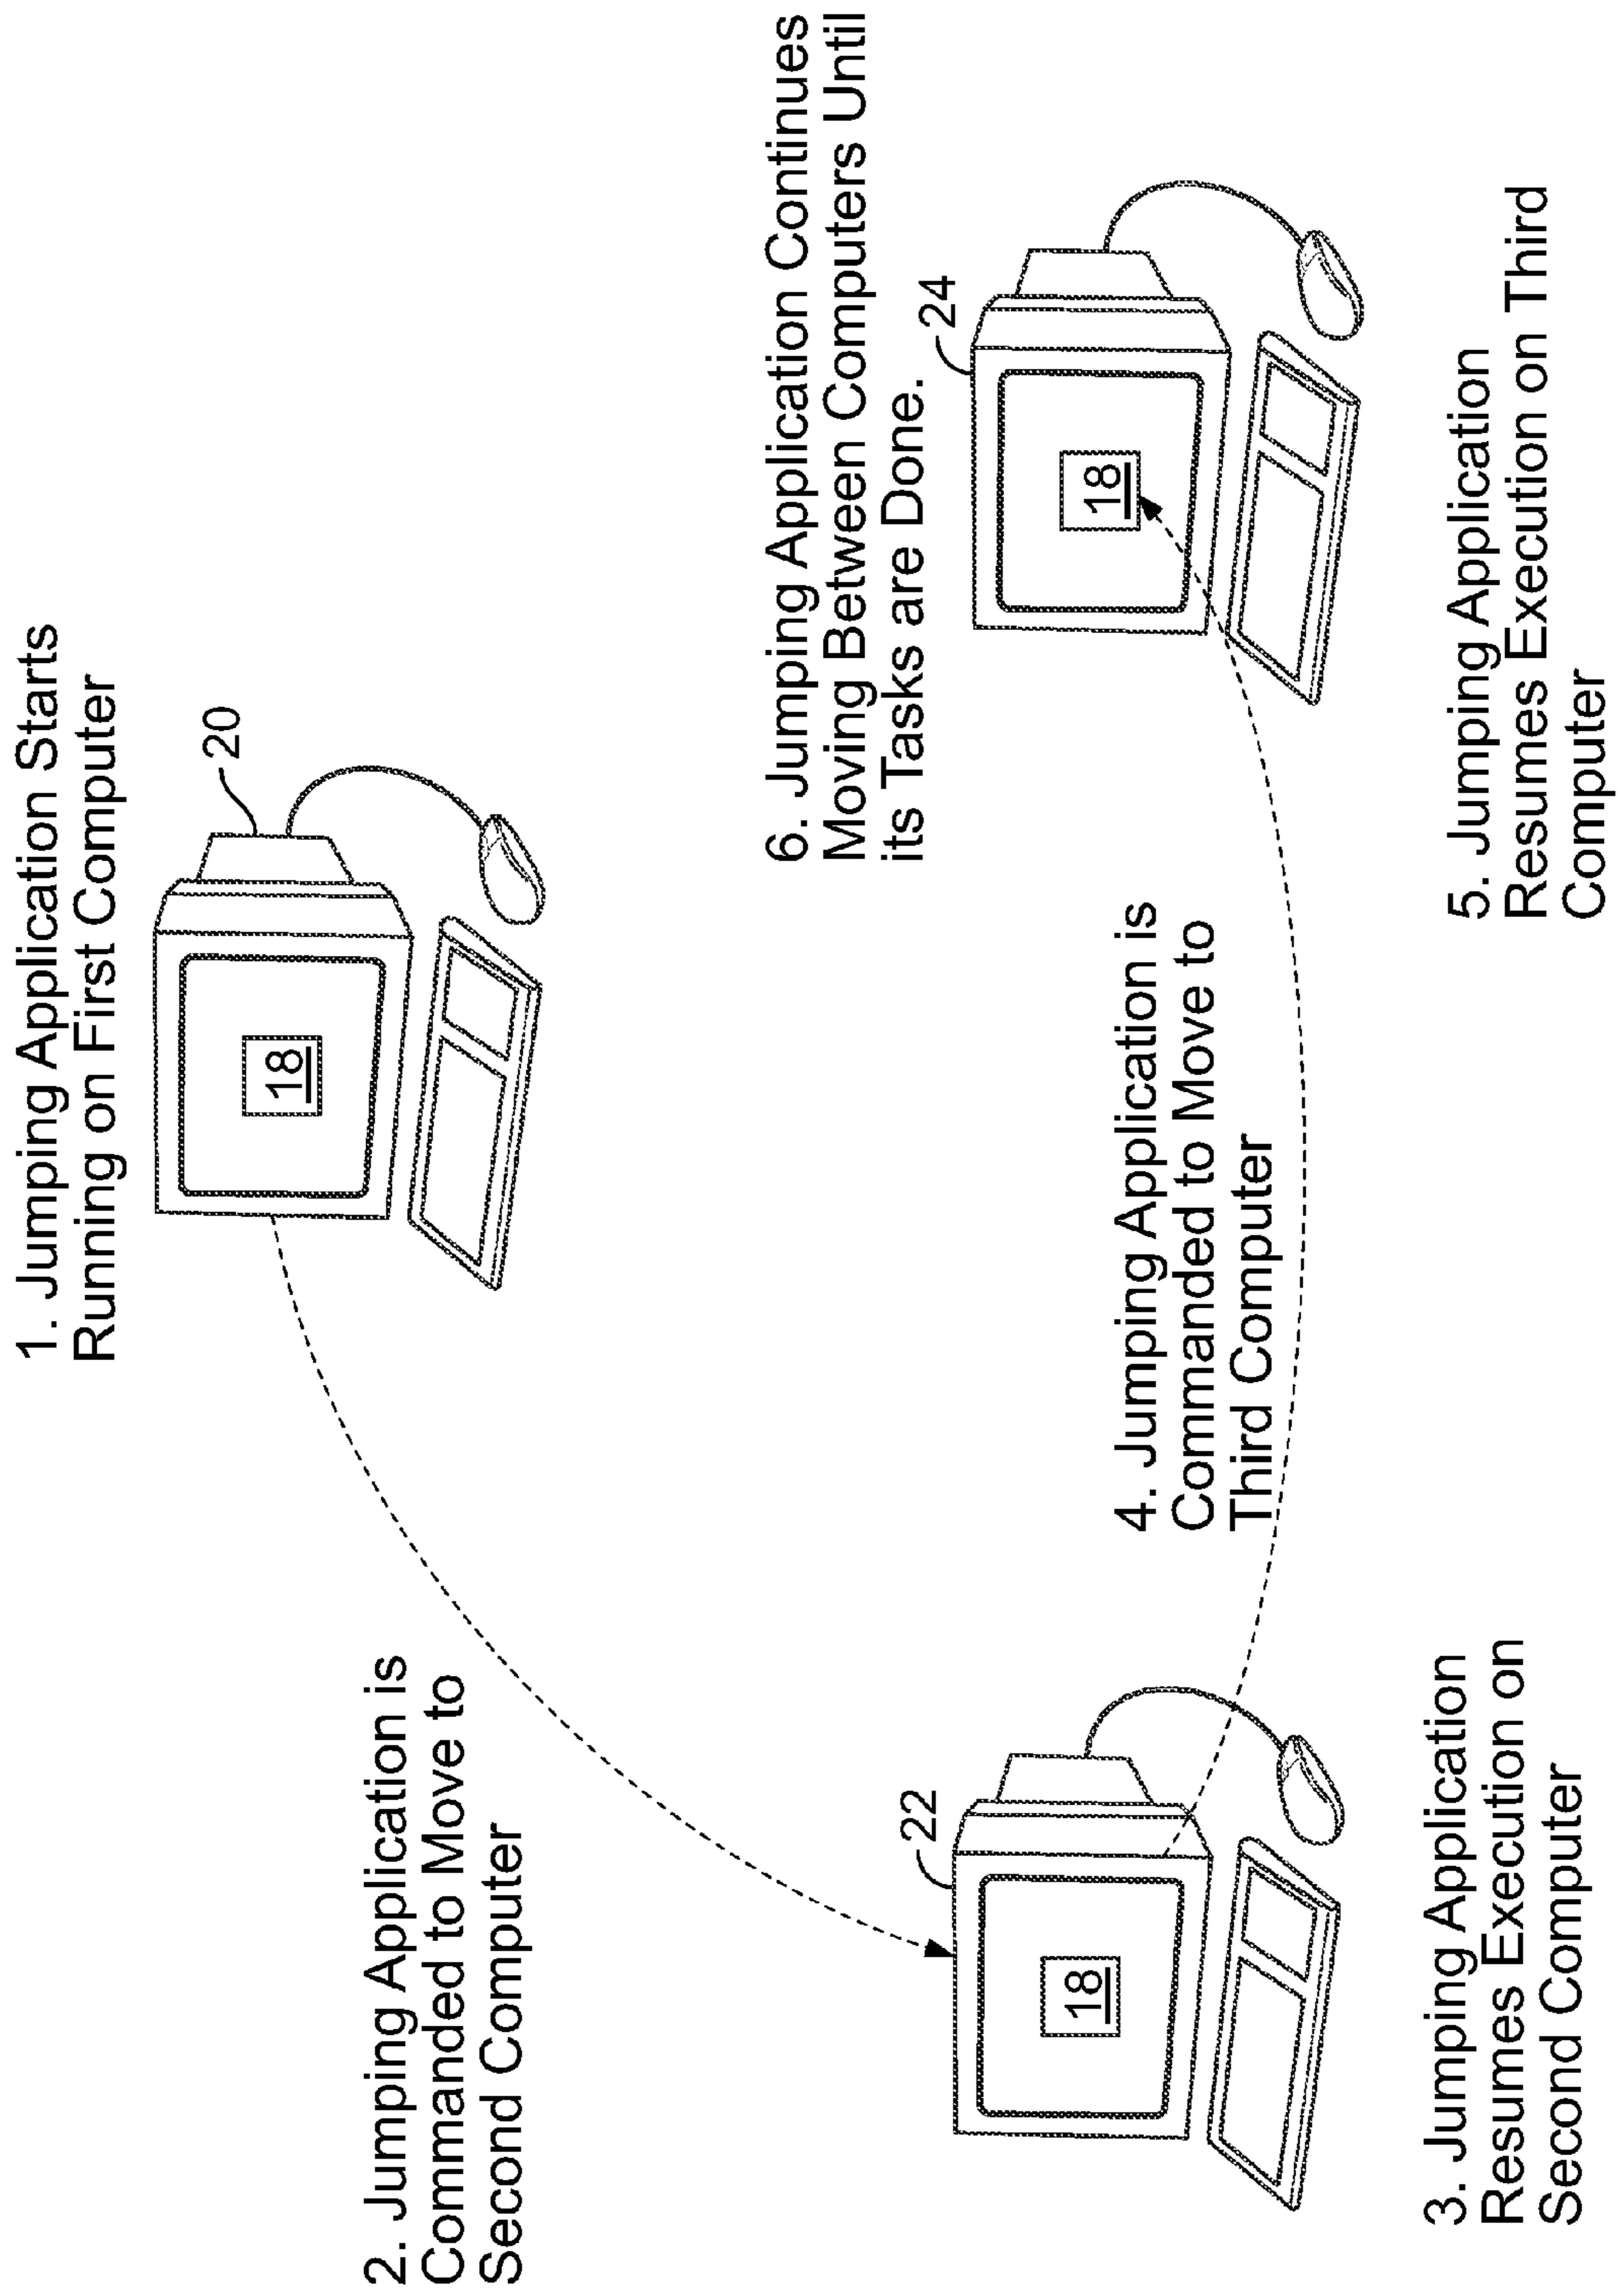 1. Jumping Application Starts
Running on First Computer
20
18
2. Jumping Application is
Commanded to Move to
Second Computer
22
18
3. Jumping Application
Resumes Execution on
Second Computer
4. Jumping Application is
Commanded to Move to
Third Computer
6. Jumping Application Continues
Moving Between Computers Until
its Tasks are Done.
24
18
5. Jumping Application
Resumes Execution on Third
Computer